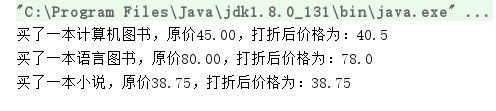 "C:\Program Files\Java\jdk1.8.0_131\bin\java.exe" ...
买了一本计算机图书，原价45.00，打折后价格为：40.5
买了一本语言图书，原价80.00，打折后价格为：78.0
买了一本小说，原价38.75，打折后价格为：38.75